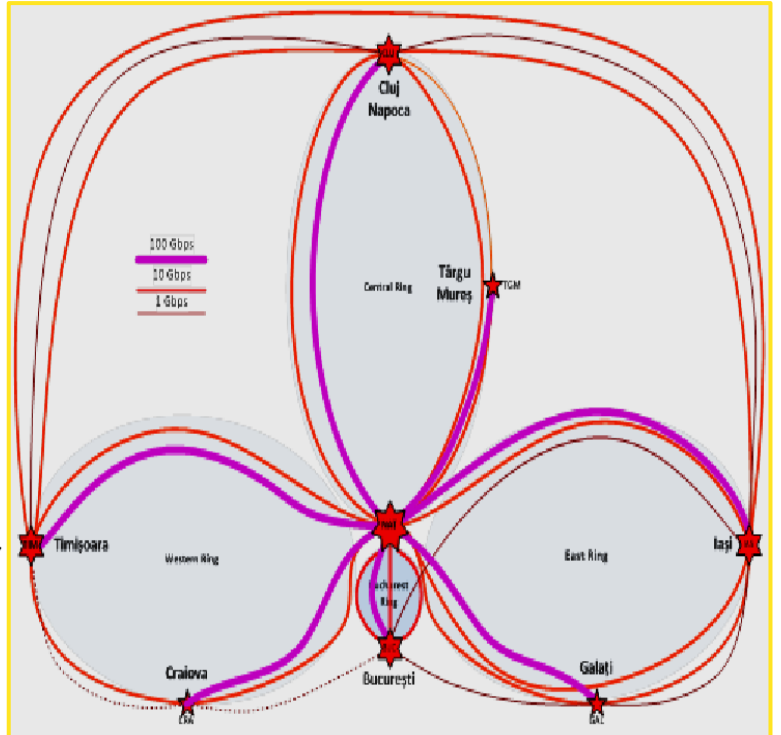 Cluj
Napoca
100 Gbps
10 Gbps
1 Gbps
Central Ring
Târgu
Mureș
TGM
NAT
Timișoara
Western Ring
Bucharest
Ring
East Ring
Iași
Craiova
CRA
București
Galați
GAL